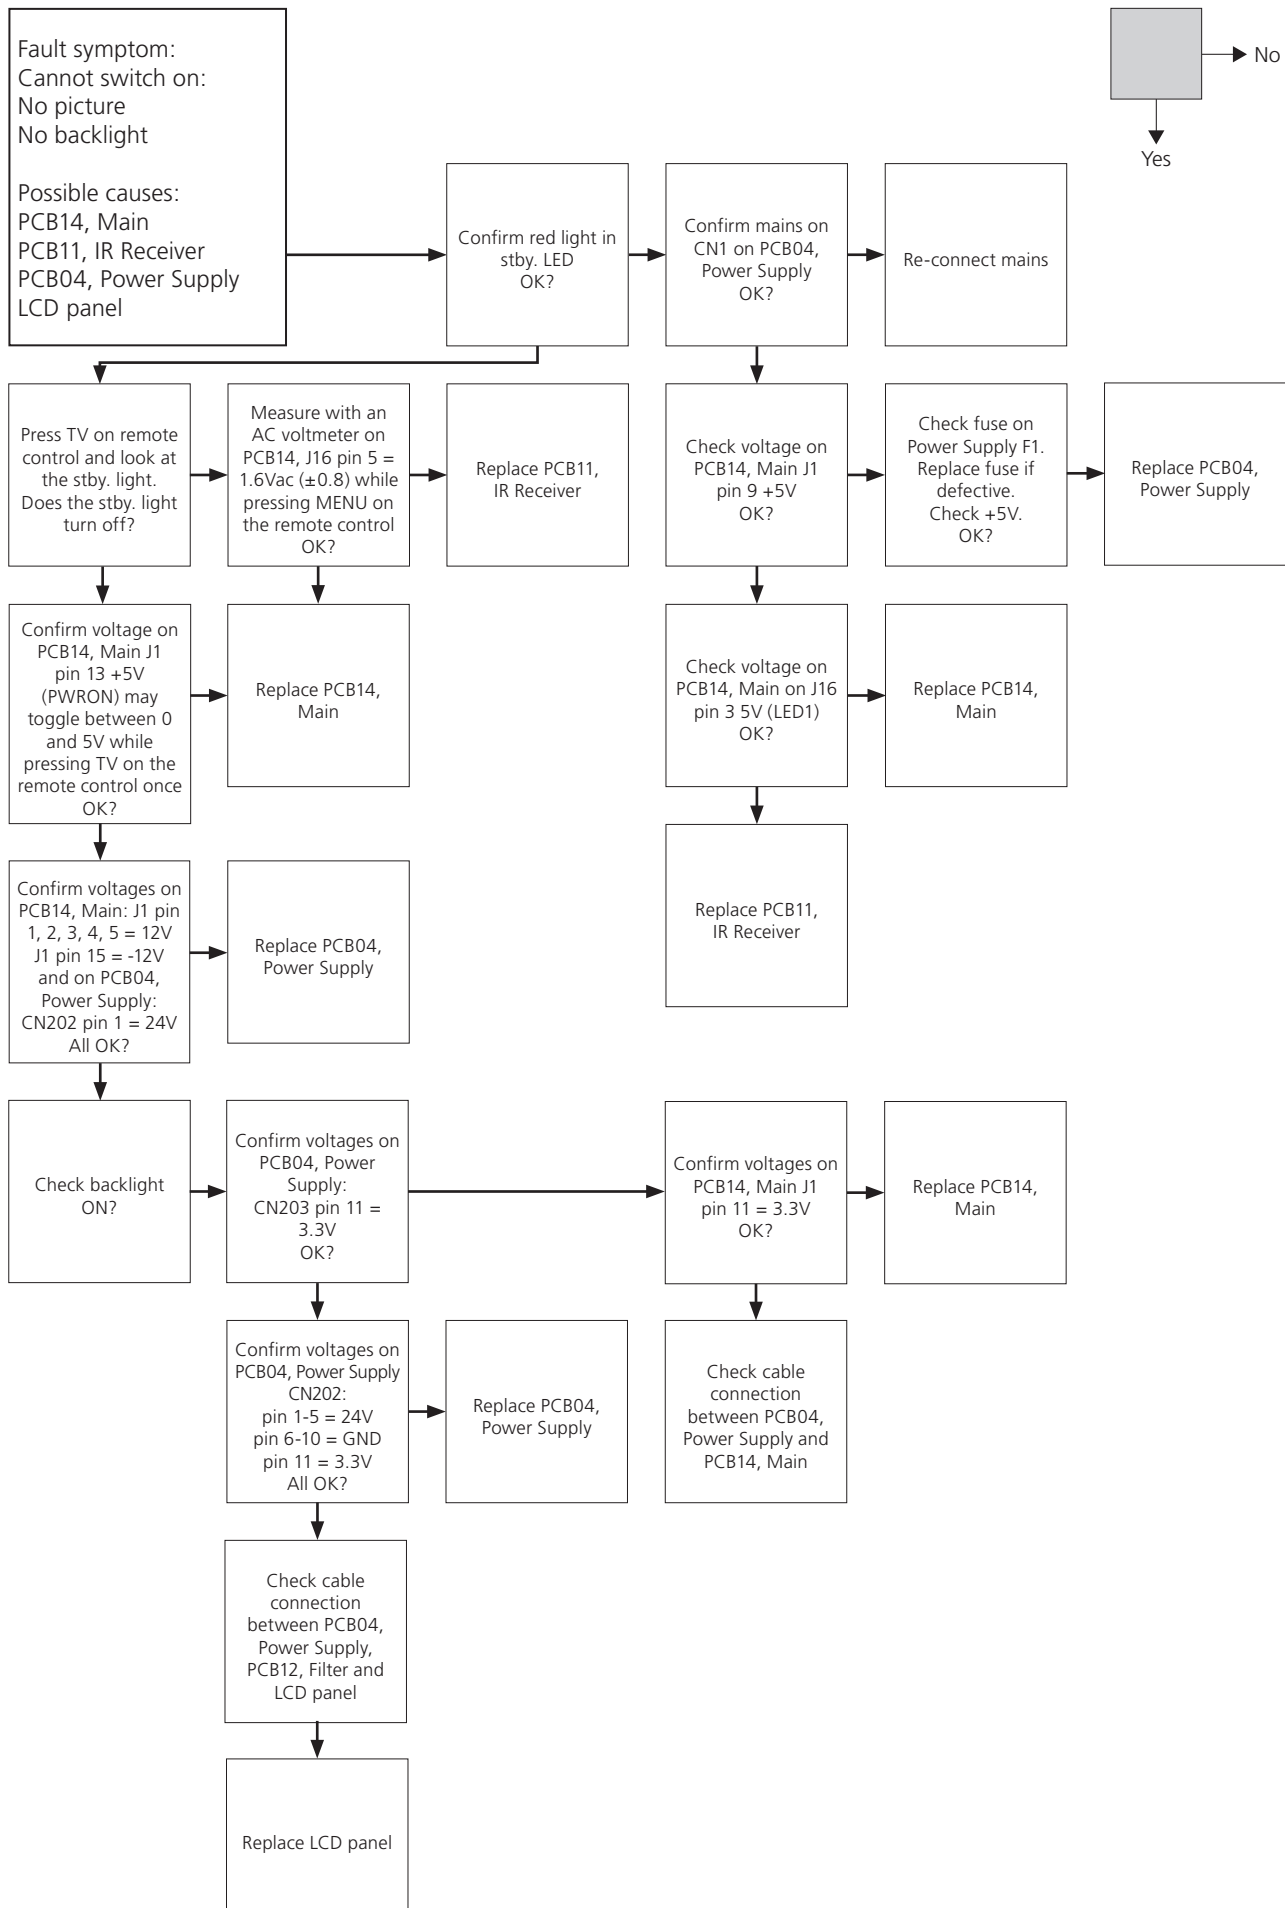 Fault symptom:
Cannot switch on:
No picture
No backlight
Possible causes:
PCB14, Main
PCB11, IR Receiver
PCB04, Power Supply
LCD panel
No
Yes
Confirm red light in
stby. LED
OK?
Confirm mains on
CN1 on PCB04,
Power Supply
OK?
Re-connect mains
Press TV on remote
control and look at
the stby. light.
Does the stby. light
turn off?
Measure with an
AC voltmeter on
PCB14, J16 pin 5 =
1.6Vac (±0.8) while
pressing MENU on
the remote control
OK?
Replace PCB11,
IR Receiver
Check voltage on
PCB14, Main J1
pin 9 +5V
OK?
Check fuse on
Power Supply F1.
Replace fuse if
defective.
Check +5V.
OK?
Replace PCB04,
Power Supply
Confirm voltage on
PCB14, Main J1
pin 13 +5V
(PWRON) may
toggle between 0
and 5V while
pressing TV on the
remote control once
OK?
Replace PCB14,
Main
Check voltage on
PCB14, Main on J16
pin 3 5V (LED1)
OK?
Replace PCB14,
Main
Confirm voltages on
PCB14, Main: J1 pin
1, 2, 3, 4, 5 = 12V
J1 pin 15 = -12V
and on PCB04,
Power Supply:
CN202 pin 1 = 24V
All OK?
Replace PCB04,
Power Supply
Replace PCB11,
IR Receiver
Check backlight
ON?
Confirm voltages on
PCB04, Power
Supply:
CN203 pin 11 =
3.3V
OK?
Confirm voltages on
PCB14, Main J1
pin 11 = 3.3V
OK?
Replace PCB14,
Main
Confirm voltages on
PCB04, Power Supply
CN202:
pin 1-5 = 24V
pin 6-10 = GND
pin 11 = 3.3V
All OK?
Replace PCB04,
Power Supply
Check cable
connection
between PCB04,
Power Supply and
PCB14, Main
Check cable
connection
between PCB04,
Power Supply,
PCB12, Filter and
LCD panel
Replace LCD panel